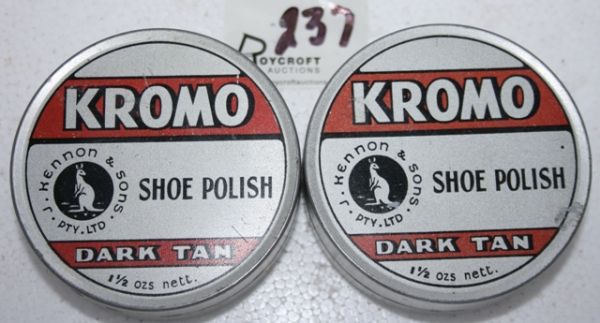 237
ROYCROFT
AUCTIONS
KROMO
J. KENNON & SONS.
PTY. LTD
SHOE POLISH
DARK TAN
1½ ozs nett.
KROMO
J. KENNON & SONS.
PTY. LTD
SHOE POLISH
DARK TAN
1½ ozs nett.